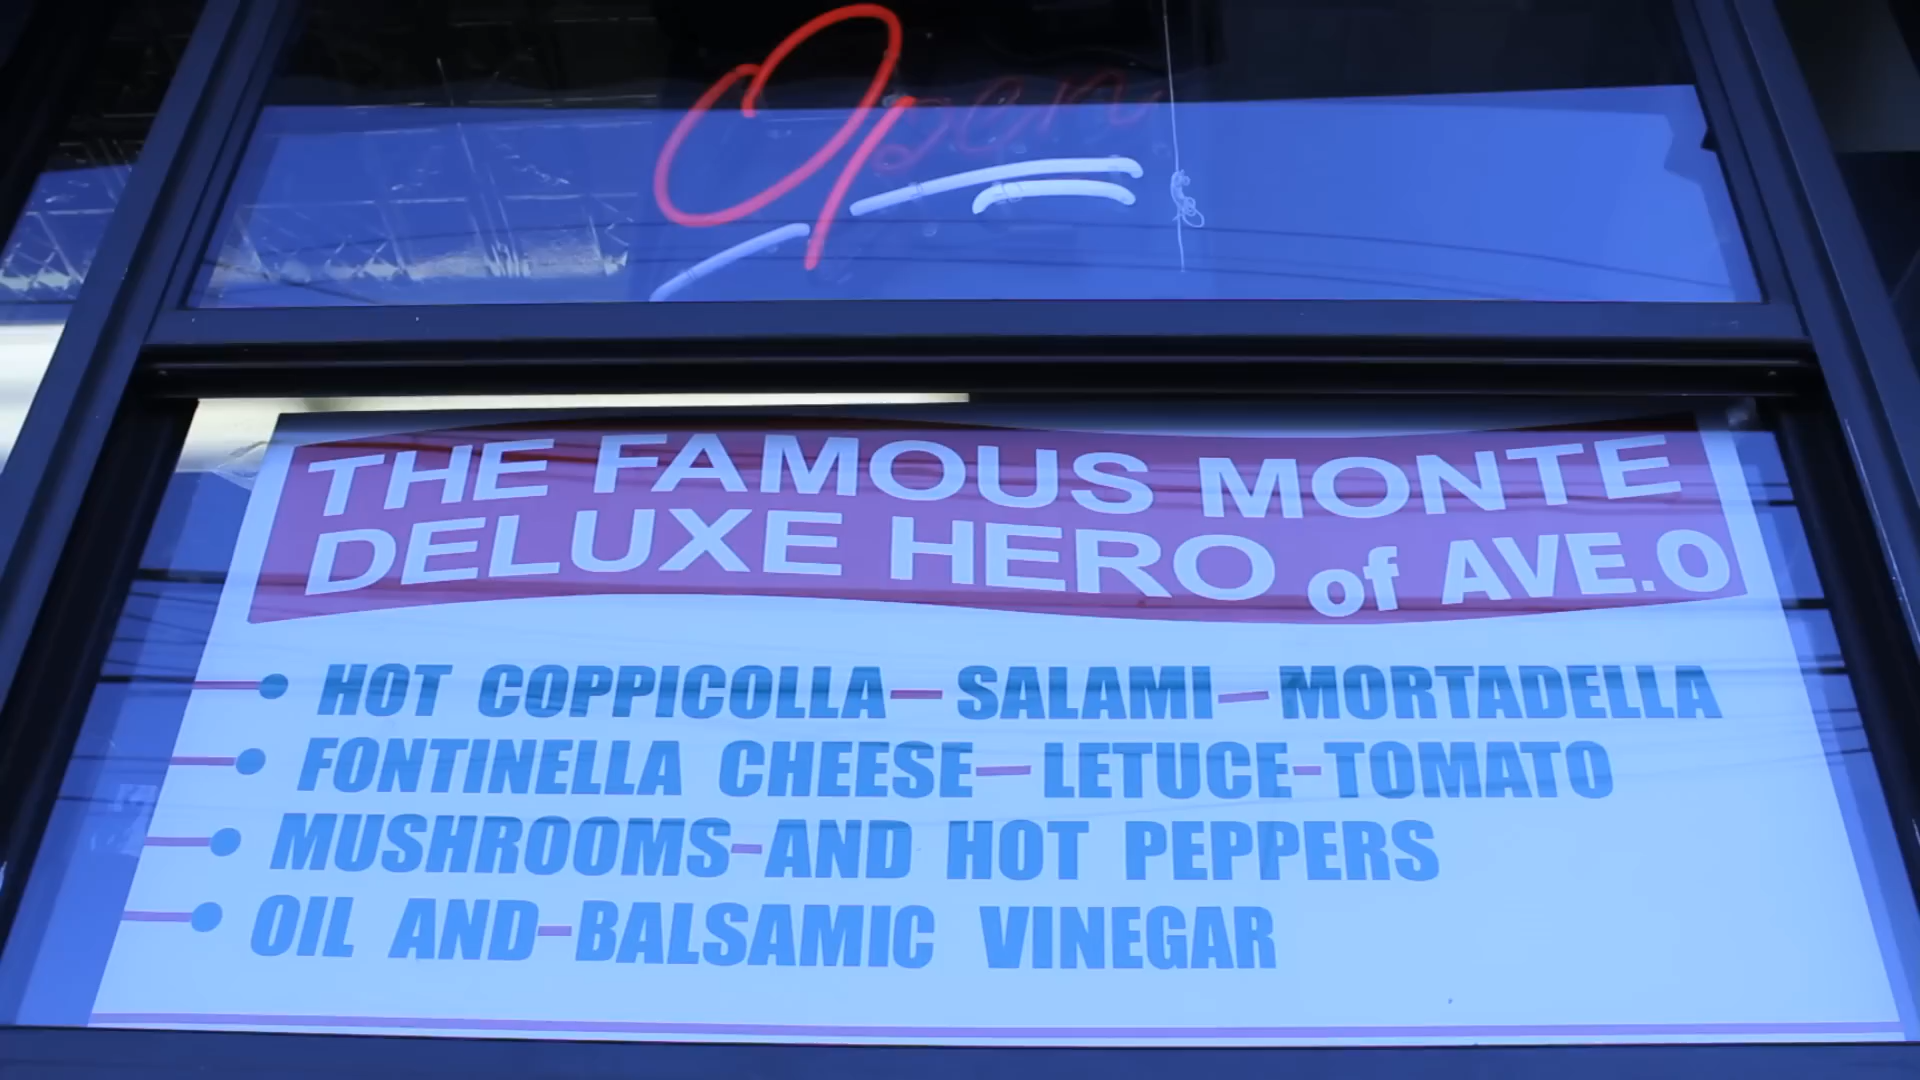 Open
THE FAMOUS MONTE
DELUXE HERO of AVE.O
HOT COPPICOLLA-SALAMI-MORTADELLA
FONTINELLA CHEESE-LETUCE-TOMATO
MUSHROOMS-AND HOT PEPPERS
OIL AND-BALSAMIC VINEGAR